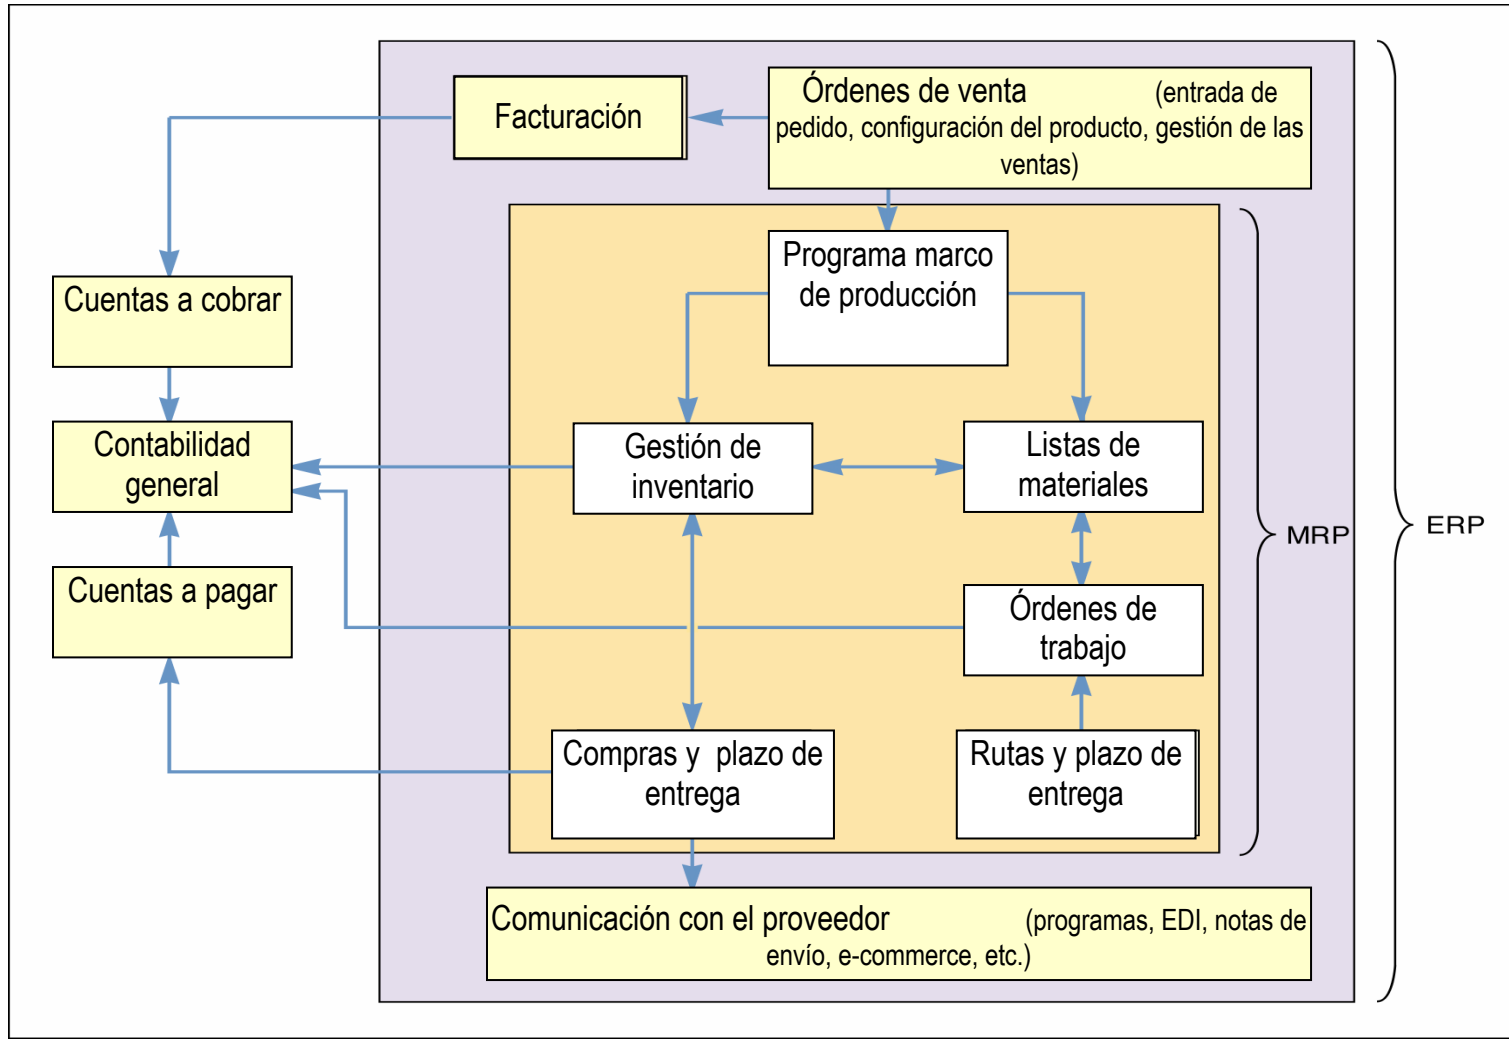 Facturación
Órdenes de venta (entrada de
pedido, configuración del producto, gestión de las
ventas)
Programa marco
de producción
Cuentas a cobrar
Contabilidad
general
Gestión de
inventario
Listas de
materiales
MRP
ERP
Cuentas a pagar
Órdenes de
trabajo
Compras y plazo de
entrega
Rutas y plazo de
entrega
Comunicación con el proveedor (programas, EDI, notas de
envío, e-commerce, etc.)